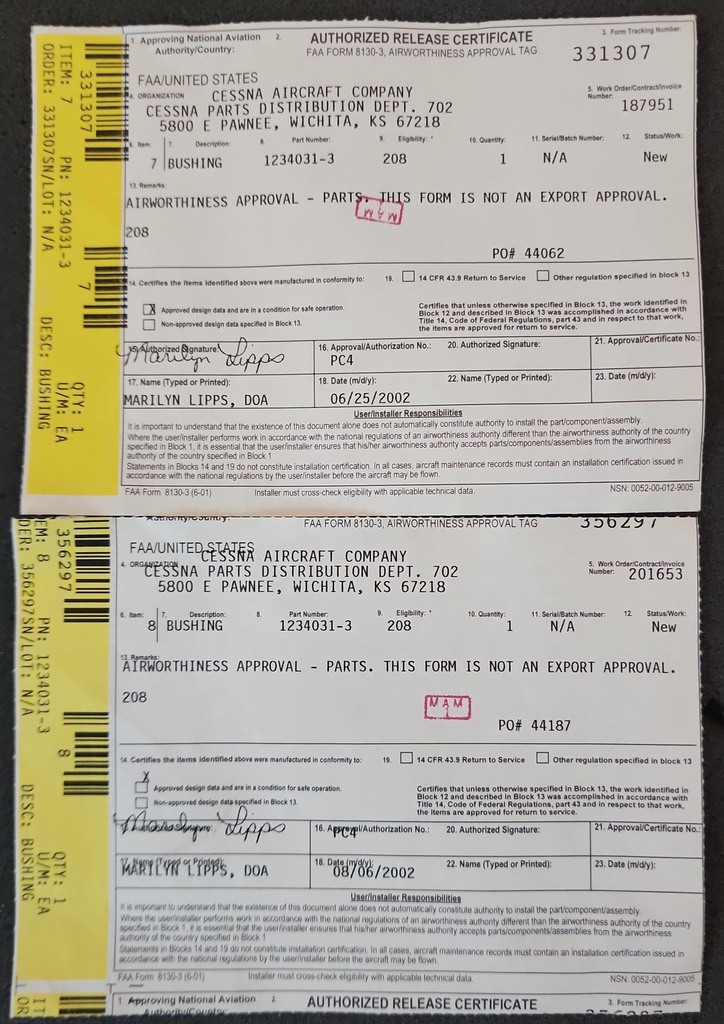 1. Approving National Aviation Authority/Country:
2.
AUTHORIZED RELEASE CERTIFICATE
FAA FORM 8130-3, AIRWORTHINESS APPROVAL TAG
3. Form Tracking Number:
331307
FAA/UNITED STATES
4. ORGANIZATION
CESSNA AIRCRAFT COMPANY
CESSNA PARTS DISTRIBUTION DEPT. 702
5800 E PAWNEE, WICHITA, KS 67218
5. Work Order/Contract/Invoice Number:
187951
6. Item: 7. Description: 8. Part Number: 9. Eligibility: * 10. Quantity: 11. Serial/Batch Number: 12. Status/Work:
7 BUSHING 1234031-3 208 1 N/A New
13. Remarks:
AIRWORTHINESS APPROVAL - PARTS. THIS FORM IS NOT AN EXPORT APPROVAL.
208
PO# 44062
14. Certifies the items identified above were manufactured in conformity to:
X Approved design data and are in a condition for safe operation.
Non-approved design data specified in Block 13.
19. 14 CFR 43.9 Return to Service Other regulation specified in block 13
Certifies that unless otherwise specified in Block 13, the work identified in
Block 12 and described in Block 13 was accomplished in accordance with
Title 14, Code of Federal Regulations, part 43 and in respect to that work,
the items are approved for return to service.
15. Authorized Signature:
Marilyn Lipps
16. Approval/Authorization No.:
PC4
20. Authorized Signature:
21. Approval/Certificate No.:
17. Name (Typed or Printed):
MARILYN LIPPS, DOA
18. Date (m/d/y):
06/25/2002
22. Name (Typed or Printed):
23. Date (m/d/y):
User/Installer Responsibilities
It is important to understand that the existence of this document alone does not automatically constitute authority to install the part/component/assembly.
Where the user/installer performs work in accordance with the national regulations of an airworthiness authority different than the airworthiness authority of the country
specified in Block 1, it is essential that the user/installer ensures that his/her airworthiness authority accepts parts/components/assemblies from the airworthiness
authority of the country specified in Block 1
Statements in Blocks 14 and 19 do not constitute installation certification. In all cases, aircraft maintenance records must contain an installation certification issued in
accordance with the national regulations by the user/installer before the aircraft may be flown.
FAA Form 8130-3 (6-01) Installer must cross-check eligibility with applicable technical data. NSN: 0052-00-012-9005
331307
ITEM: 7 PN: 1234031-3 7 QTY: 1
ORDER: 331307SN/LOT: N/A U/M: EA
DESC: BUSHING
Authority/Country:
FAA FORM 8130-3, AIRWORTHINESS APPROVAL TAG
356297
FAA/UNITED STATES
4. ORGANIZATION
CESSNA AIRCRAFT COMPANY
CESSNA PARTS DISTRIBUTION DEPT. 702
5800 E PAWNEE, WICHITA, KS 67218
5. Work Order/Contract/Invoice Number:
201653
6. Item: 7. Description: 8. Part Number: 9. Eligibility: * 10. Quantity: 11. Serial/Batch Number: 12. Status/Work:
8 BUSHING 1234031-3 208 1 N/A New
13. Remarks:
AIRWORTHINESS APPROVAL - PARTS. THIS FORM IS NOT AN EXPORT APPROVAL.
208
MAM
1
PO# 44187
14. Certifies the items identified above were manufactured in conformity to:
X Approved design data and are in a condition for safe operation.
Non-approved design data specified in Block 13.
19. 14 CFR 43.9 Return to Service Other regulation specified in block 13
Certifies that unless otherwise specified in Block 13, the work identified in
Block 12 and described in Block 13 was accomplished in accordance with
Title 14, Code of Federal Regulations, part 43 and in respect to that work,
the items are approved for return to service.
Marilyn Lipps
16. Approval/Authorization No.:
PC4
20. Authorized Signature:
21. Approval/Certificate No.:
17. Name (Typed or Printed):
MARILYN LIPPS, DOA
18. Date (m/d/y):
08/06/2002
22. Name (Typed or Printed):
23. Date (m/d/y):
User/Installer Responsibilities
It is important to understand that the existence of this document alone does not automatically constitute authority to install the part/component/assembly.
Where the user/installer performs work in accordance with the national regulations of an airworthiness authority different than the airworthiness authority of the country
specified in Block 1, it is essential that the user/installer ensures that his/her airworthiness authority accepts parts/components/assemblies from the airworthiness
authority of the country specified in Block 1
Statements in Blocks 14 and 19 do not constitute installation certification. In all cases, aircraft maintenance records must contain an installation certification issued in
accordance with the national regulations by the user/installer before the aircraft may be flown.
FAA Form 8130-3 (6-01) Installer must cross-check eligibility with applicable technical data. NSN: 0052-00-012-9005
1. Approving National Aviation
Authority/Country:
2.
AUTHORIZED RELEASE CERTIFICATE
3. Form Tracking Number:
356297
EM: 8 PN: 1234031-3 8 QTY: 1
DER: 356297SN/LOT: N/A U/M: EA
DESC: BUSHING
IT
OR